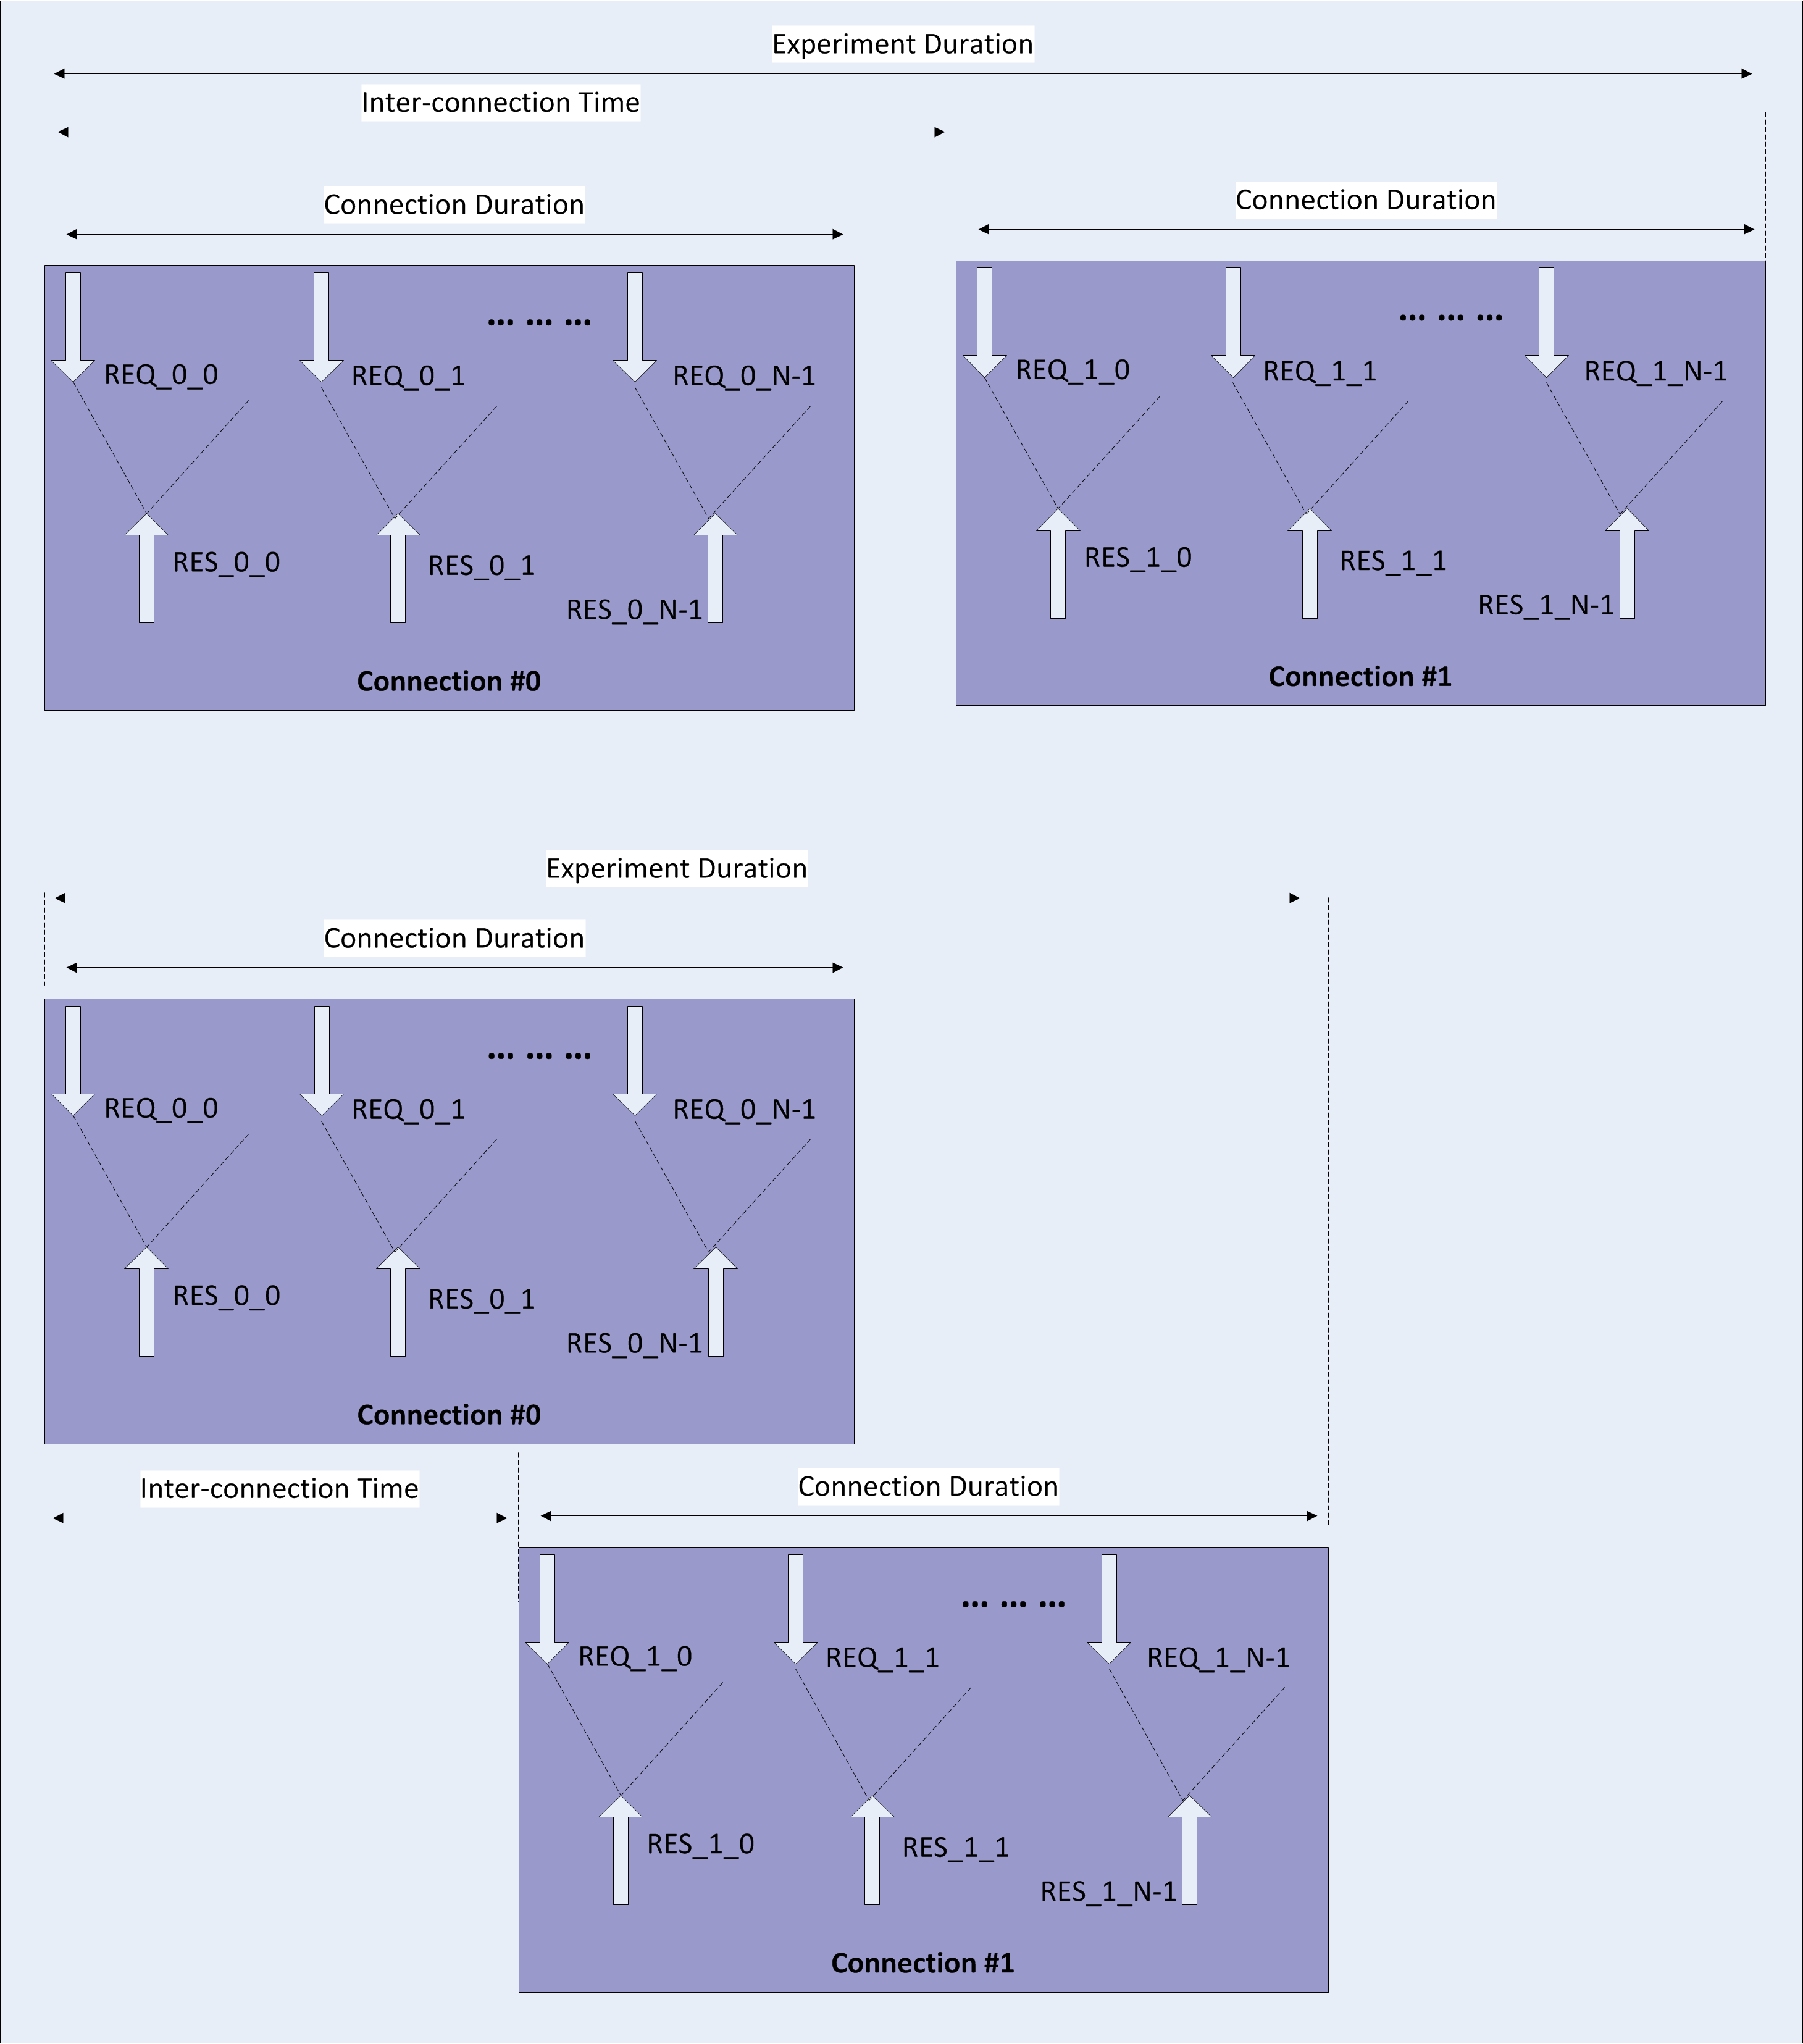 Experiment Duration
Inter-connection Time
Connection Duration
Connection Duration
... ... ...
... ... ...
REQ_0_0
REQ_0_1
REQ_0_N-1
REQ_1_0
REQ_1_1
REQ_1_N-1
RES_0_0
RES_0_1
RES_0_N-1
RES_1_0
RES_1_1
RES_1_N-1
Connection #0
Connection #1
Experiment Duration
Connection Duration
... ... ...
REQ_0_0
REQ_0_1
REQ_0_N-1
RES_0_0
RES_0_1
RES_0_N-1
Connection #0
Inter-connection Time
Connection Duration
... ... ...
REQ_1_0
REQ_1_1
REQ_1_N-1
RES_1_0
RES_1_1
RES_1_N-1
Connection #1